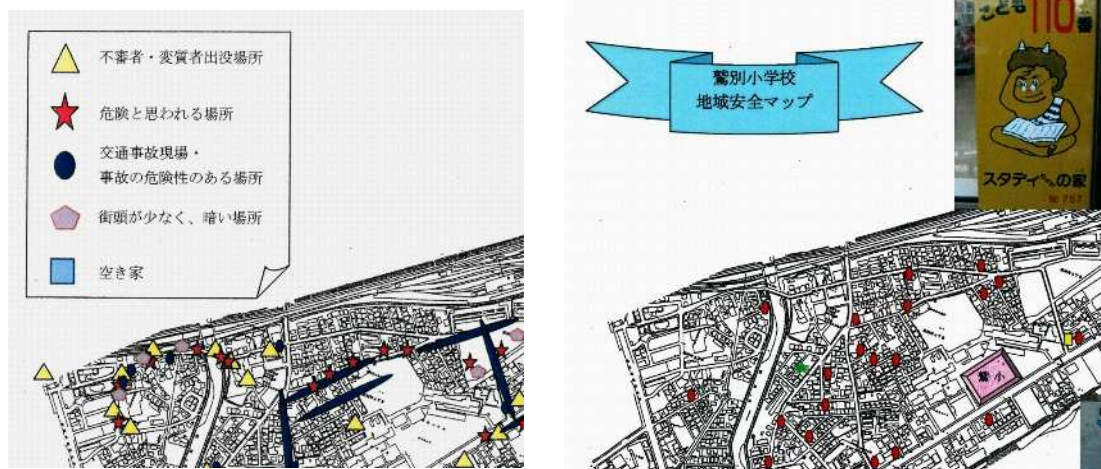 不審者・変質者出没場所
危険と思われる場所
交通事故現場・
事故の危険性のある場所
街頭が少なく、暗い場所
空き家
鷲別小学校
地域安全マップ
こども110番
スタディ
の家
№ 757
鷲小